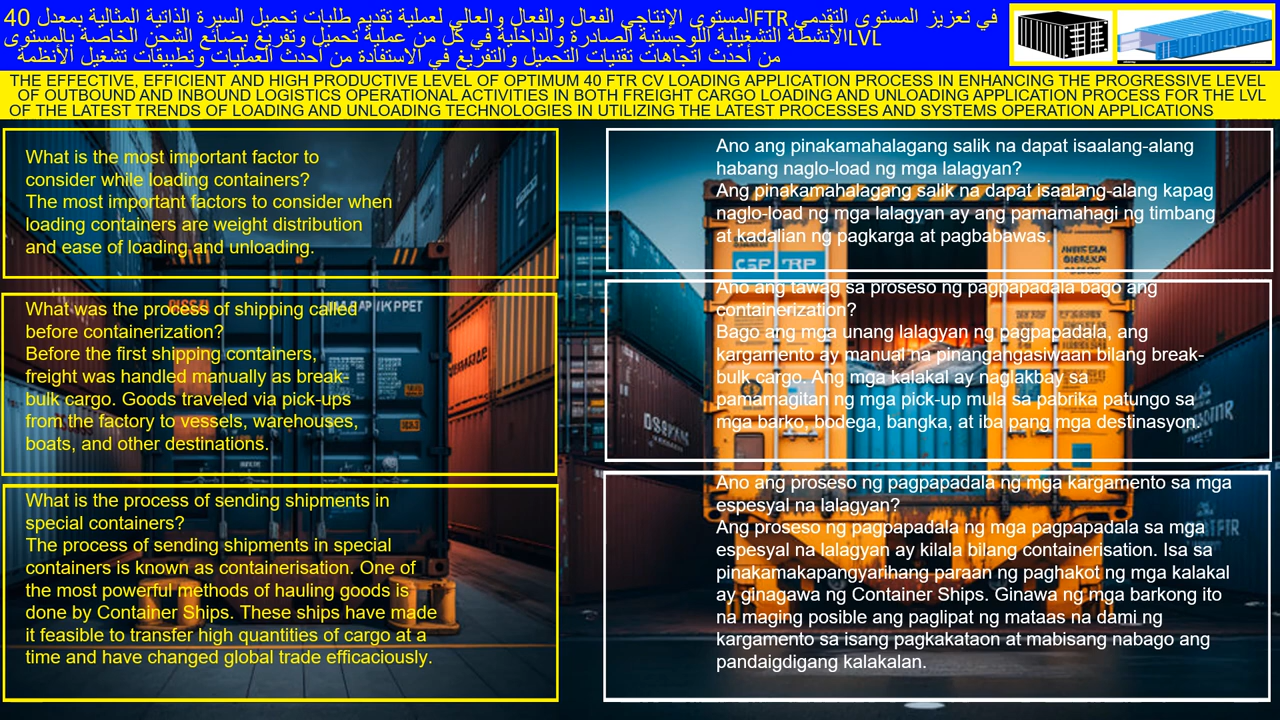 المستوى الإنتاجي الفعال والفعال والعالي لعملية تقديم طلبات تحميل السيرة الذاتية المثالية بمعدل 40FTR في تعزيز المستوى التقدمي
الأنشطة التشغيلية اللوجستية الصادرة والداخلية في كل من عملية تحميل وتفريغ بضائع الشحن الخاصة بالمستوىLVL
من أحدث اتجاهات تقنيات التحميل والتفريغ في الاستفادة من أحدث العمليات وتطبيقات تشغيل الأنظمة
THE EFFECTIVE, EFFICIENT AND HIGH PRODUCTIVE LEVEL OF OPTIMUM 40 FTR CV LOADING APPLICATION PROCESS IN ENHANCING THE PROGRESSIVE LEVEL
OF OUTBOUND AND INBOUND LOGISTICS OPERATIONAL ACTIVITIES IN BOTH FREIGHT CARGO LOADING AND UNLOADING APPLICATION PROCESS FOR THE LVL
OF THE LATEST TRENDS OF LOADING AND UNLOADING TECHNOLOGIES IN UTILIZING THE LATEST PROCESSES AND SYSTEMS OPERATION APPLICATIONS
What is the most important factor to
consider while loading containers?
The most important factors to consider when
loading containers are weight distribution
and ease of loading and unloading.
What was the process of shipping called
before containerization?
Before the first shipping containers,
freight was handled manually as break-
bulk cargo. Goods traveled via pick-ups
from the factory to vessels, warehouses,
boats, and other destinations.
What is the process of sending shipments in
special containers?
The process of sending shipments in special
containers is known as containerisation. One of
the most powerful methods of hauling goods is
done by Container Ships. These ships have made
it feasible to transfer high quantities of cargo at a
time and have changed global trade efficaciously.
Ano ang pinakamahalagang salik na dapat isaalang-alang
habang naglo-load ng mga lalagyan?
Ang pinakamahalagang salik na dapat isaalang-alang kapag
naglo-load ng mga lalagyan ay ang pamamahagi ng timbang
at kadalian ng pagkarga at pagbabawas.
Ano ang tawag sa proseso ng pagpapadala bago ang
containerization?
Bago ang mga unang lalagyan ng pagpapadala, ang
kargamento ay manual na pinangangasiwaan bilang break-
bulk cargo. Ang mga kalakal ay naglakbay sa
pamamagitan ng mga pick-up mula sa pabrika patungo sa
mga barko, bodega, bangka, at iba pang mga destinasyon.
Ano ang proseso ng pagpapadala ng mga kargamento sa mga
espesyal na lalagyan?
Ang proseso ng pagpapadala ng mga pagpapadala sa mga
espesyal na lalagyan ay kilala bilang containerisation. Isa sa
pinakamakapangyarihang paraan ng paghakot ng mga kalakal
ay ginagawa ng Container Ships. Ginawa ng mga barkong ito
na maging posible ang paglipat ng mataas na dami ng
kargamento sa isang pagkakataon at mabisang nabago ang
pandaigdigang kalakalan.